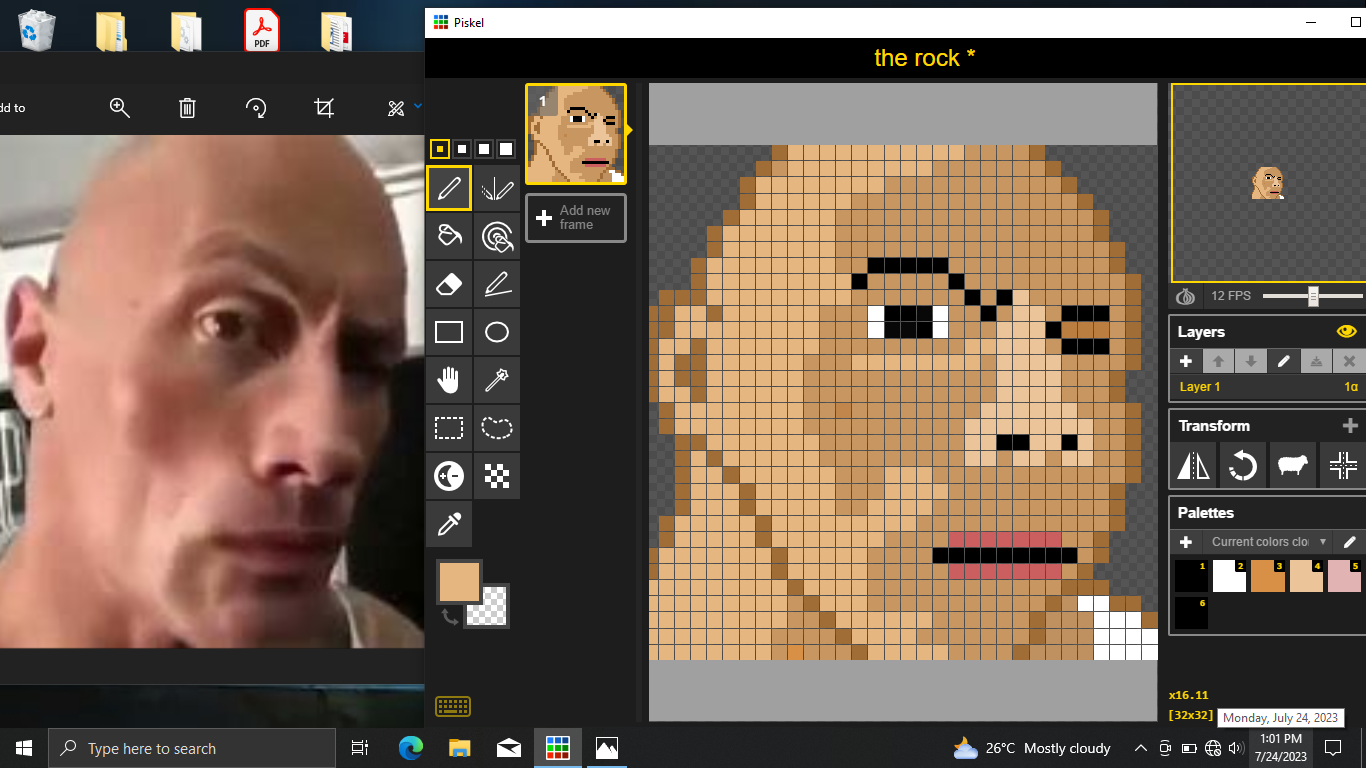 PDF
Piskel
the rock *
dd to
1
Add new
frame
12 FPS
Layers
Layer 1
1α
Transform
Palettes
Current colors clo
1
2
3
4
5
6
x16.11
[32x32]
Monday, July 24, 2023
Type here to search
26°C Mostly cloudy
1:01 PM
7/24/2023